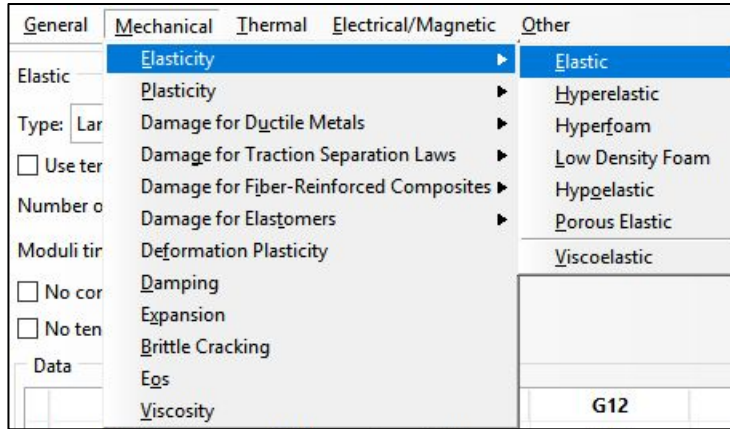 General Mechanical Thermal Electrical/Magnetic Other
Elasticity
Plasticity
Damage for Ductile Metals
Damage for Traction Separation Laws
Damage for Fiber-Reinforced Composites
Damage for Elastomers
Deformation Plasticity
Damping
Expansion
Brittle Cracking
Eos
Viscosity
Elastic
Hyperelastic
Hyperfoam
Low Density Foam
Hypoelastic
Porous Elastic
Viscoelastic
Elastic
Type: Lar
Use ter
Number o
Moduli tin
No cor
No ten
Data
G12